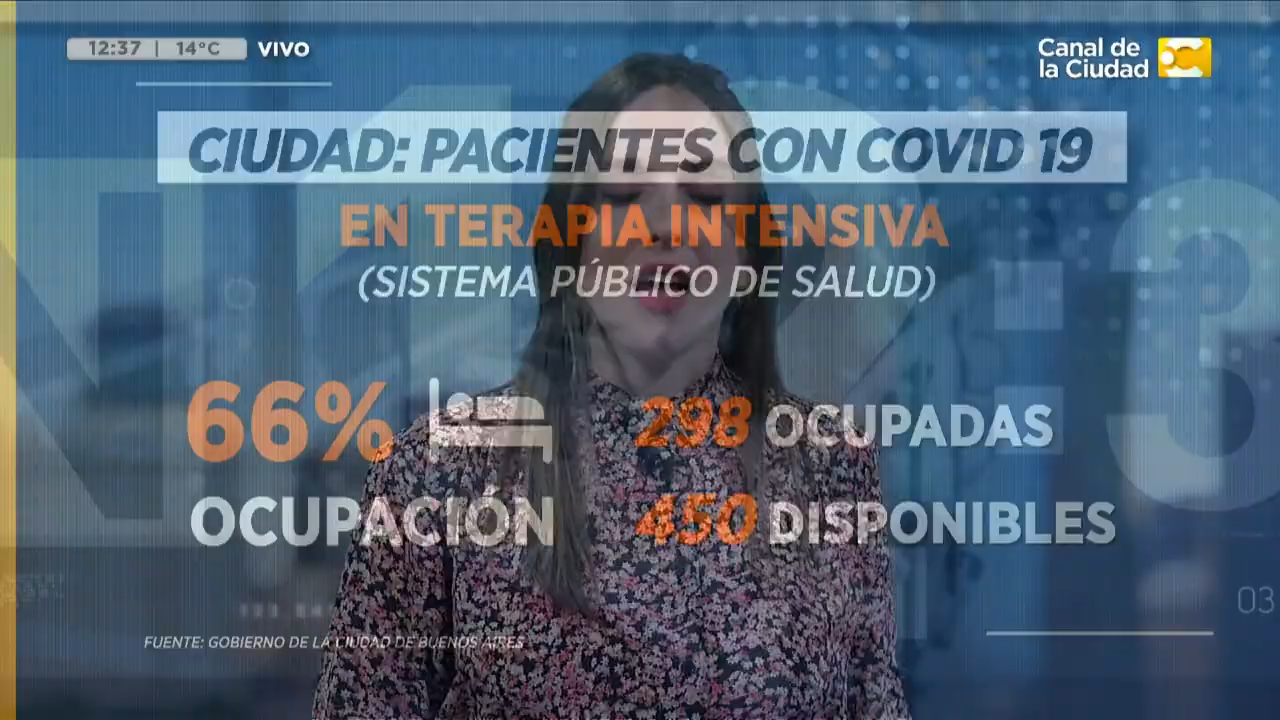 12:37 | 14°C VIVO
Canal de
la Ciudad
CIUDAD: PACIENTES CON COVID 19
EN TERAPIA INTENSIVA
(SISTEMA PÚBLICO DE SALUD)
66%
298 OCUPADAS
OCUPACIÓN
450 DISPONIBLES
03
FUENTE: GOBIERNO DE LA CIUDAD DE BUENOS AIRES